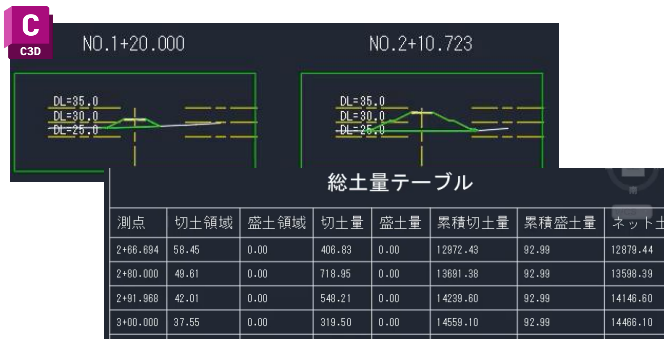 C
C3D
NO.1+20.000
NO.2+10.723
DL=35.0
DL=30.0
DL=25.0
DL=35.0
DL=30.0
DL=25.0
総土量テーブル
測点 切土領域 盛土領域 切土量 盛土量 累積切土量 累積盛土量 ネット土
2+66.694 58.45 0.00 406.83 0.00 12972.43 92.99 12879.44
2+80.000 49.61 0.00 718.95 0.00 13691.38 92.99 13598.39
2+91.968 42.01 0.00 548.21 0.00 14239.60 92.99 14146.60
3+00.000 37.55 0.00 319.50 0.00 14559.10 92.99 14466.10